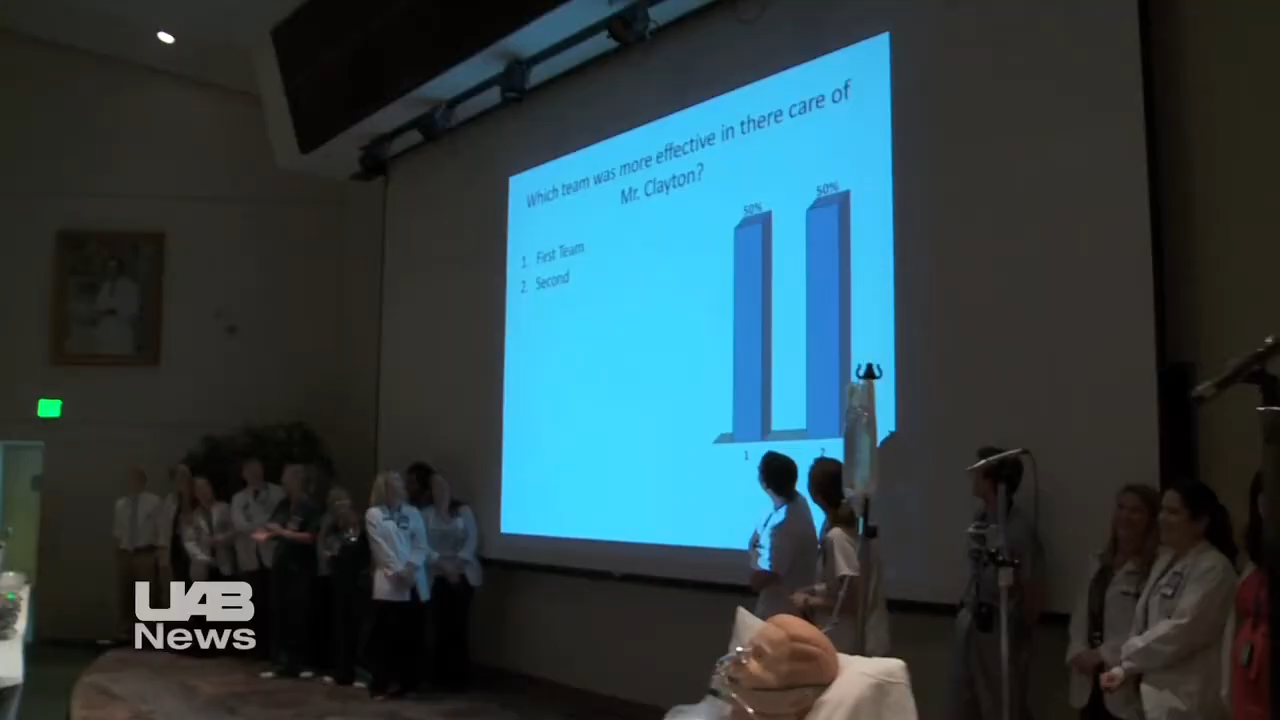 Which team was more effective in there care of
Mr. Clayton?
1. First Team
2. Second
50%
50%
1
2
UAB
News